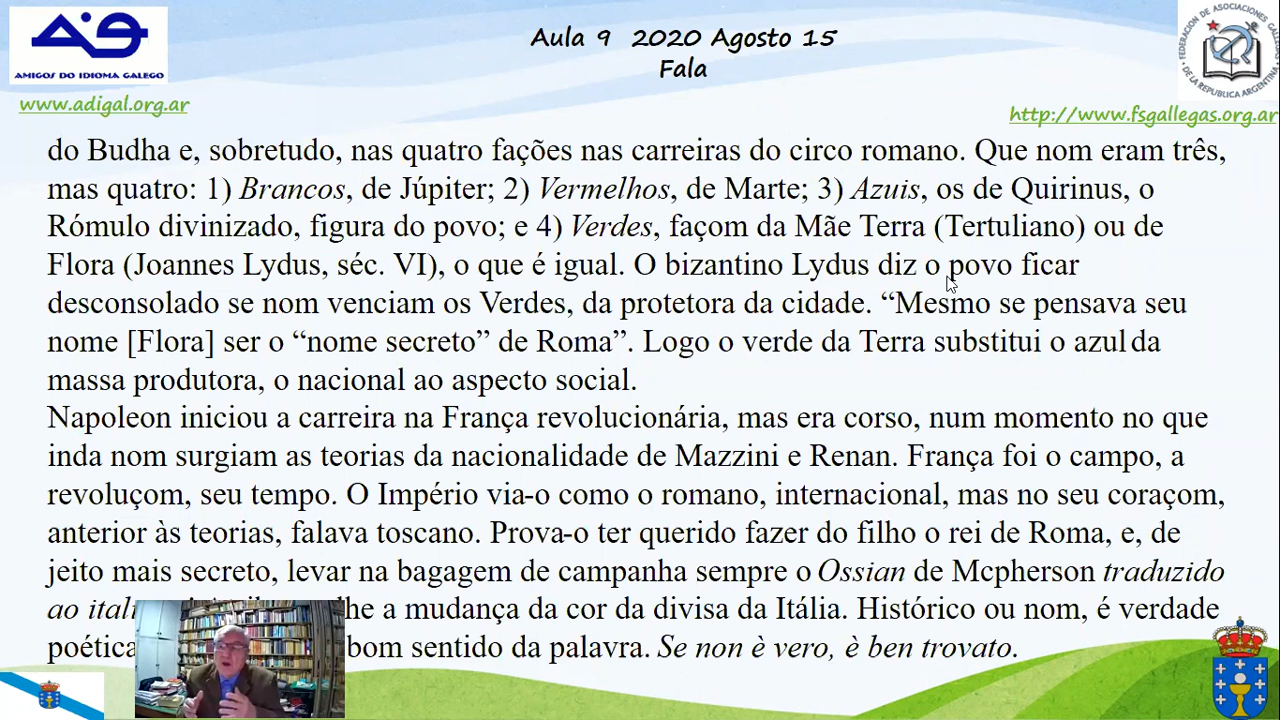 AMIGOS DO IDIOMA GALEGO
www.adigal.org.ar
Aula 9 2020 Agosto 15
Fala
FEDERACION DE ASOCIACIONES GALLEGAS
DE LA REPUBLICA ARGENTINA
http://www.fsgallegas.org.ar
do Budha e, sobretudo, nas quatro fações nas carreiras do circo romano. Que nom eram três,
mas quatro: 1) Brancos, de Júpiter; 2) Vermelhos, de Marte; 3) Azuis, os de Quirinus, o
Rómulo divinizado, figura do povo; e 4) Verdes, façom da Mãe Terra (Tertuliano) ou de
Flora (Joannes Lydus, séc. VI), o que é igual. O bizantino Lydus diz o povo ficar
desconsolado se nom venciam os Verdes, da protetora da cidade. “Mesmo se pensava seu
nome [Flora] ser o “nome secreto” de Roma”. Logo o verde da Terra substitui o azul da
massa produtora, o nacional ao aspecto social.
Napoleon iniciou a carreira na França revolucionária, mas era corso, num momento no que
inda nom surgiam as teorias da nacionalidade de Mazzini e Renan. França foi o campo, a
revoluçom, seu tempo. O Império via-o como o romano, internacional, mas no seu coraçom,
anterior às teorias, falava toscano. Prova-o ter querido fazer do filho o rei de Roma, e, de
jeito mais secreto, levar na bagagem de campanha sempre o Ossian de Mcpherson traduzido
ao a mudança da cor da divisa da Itália. Histórico ou nom, é verdade
poética bom sentido da palavra. Se non è vero, è ben trovato.